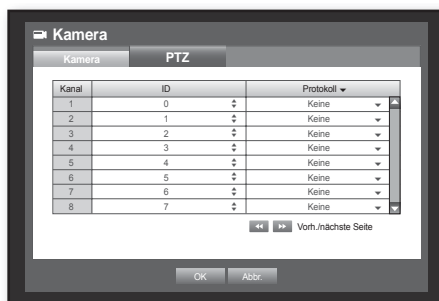 Kamera
Kamera PTZ
Kanal ID Protokoll
1 0 Keine
2 1 Keine
3 2 Keine
4 3 Keine
5 4 Keine
6 5 Keine
7 6 Keine
8 7 Keine
Vorh./nächste Seite
OK Abbr.